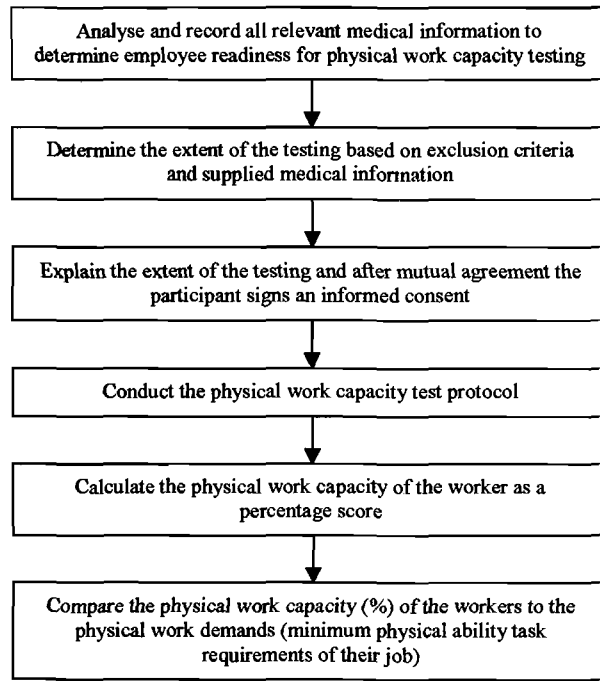 Analyse and record all relevant medical information to
determine employee readiness for physical work capacity testing
Determine the extent of the testing based on exclusion criteria
and supplied medical information
Explain the extent of the testing and after mutual agreement the
participant signs an informed consent
Conduct the physical work capacity test protocol
Calculate the physical work capacity of the worker as a
percentage score
Compare the physical work capacity (%) of the workers to the
physical work demands (minimum physical ability task
requirements of their job)